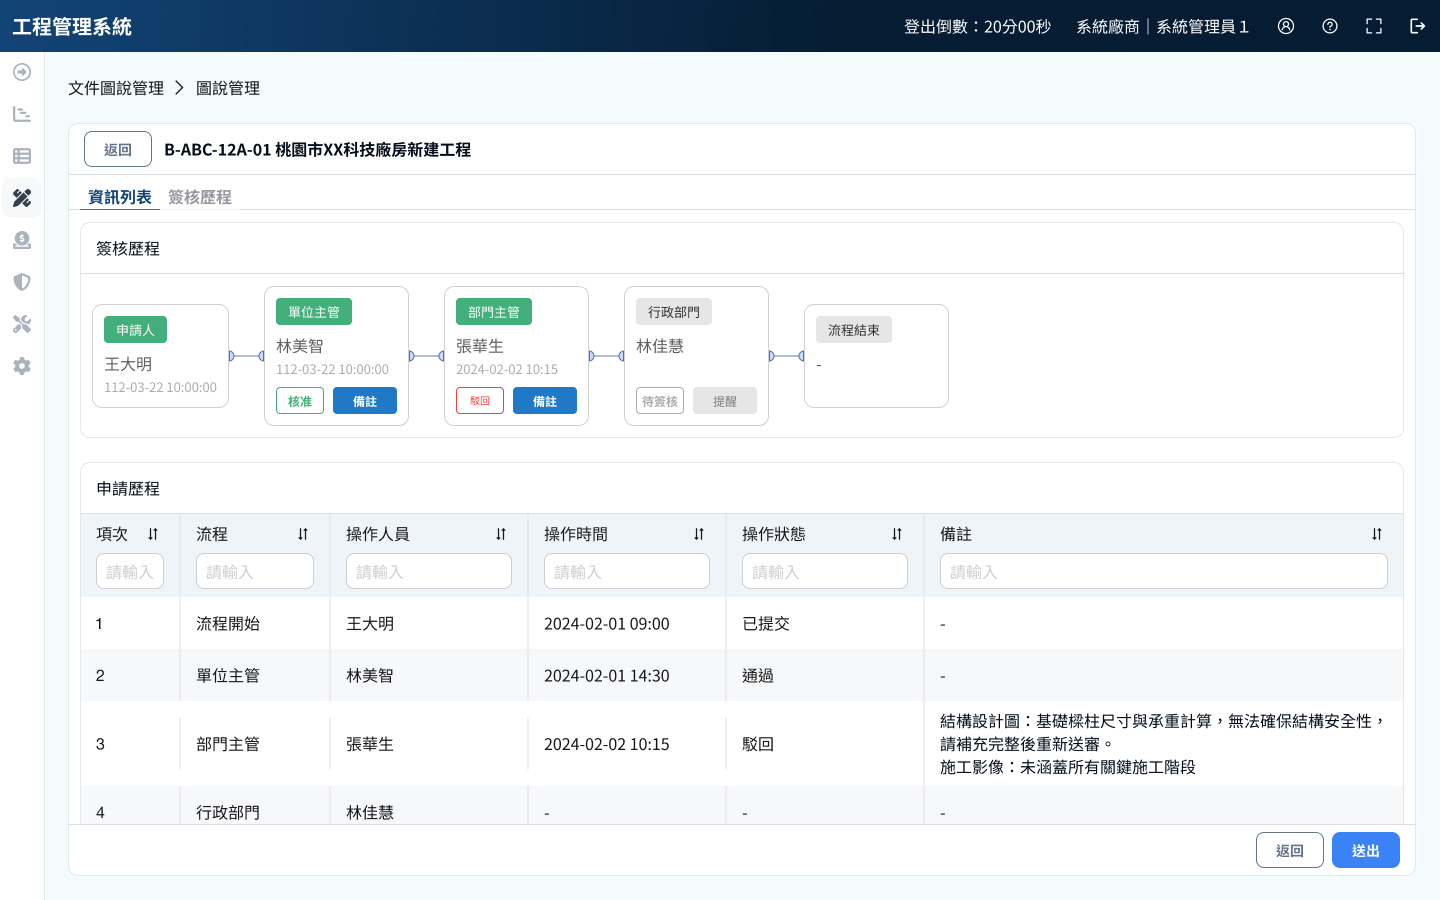 工程管理系統
登出倒數：20分00秒
系統廠商｜系統管理員１
文件圖說管理
圖說管理
返回
B-ABC-12A-01 桃園市XX科技廠房新建工程
資訊列表
簽核歷程
簽核歷程
申請人
王大明
112-03-22 10:00:00
單位主管
林美智
112-03-22 10:00:00
核准
備註
部門主管
張華生
2024-02-02 10:15
駁回
備註
行政部門
林佳慧
待簽核
提醒
流程結束
-
申請歷程
項次 流程 操作人員 操作時間 操作狀態 備註
請輸入 請輸入 請輸入 請輸入 請輸入 請輸入
1 流程開始 王大明 2024-02-01 09:00 已提交 -
2 單位主管 林美智 2024-02-01 14:30 通過 -
3 部門主管 張華生 2024-02-02 10:15 駁回 結構設計圖：基礎樑柱尺寸與承重計算，無法確保結構安全性，
請補充完整後重新送審。
施工影像：未涵蓋所有關鍵施工階段
4 行政部門 林佳慧 - - -
返回
送出